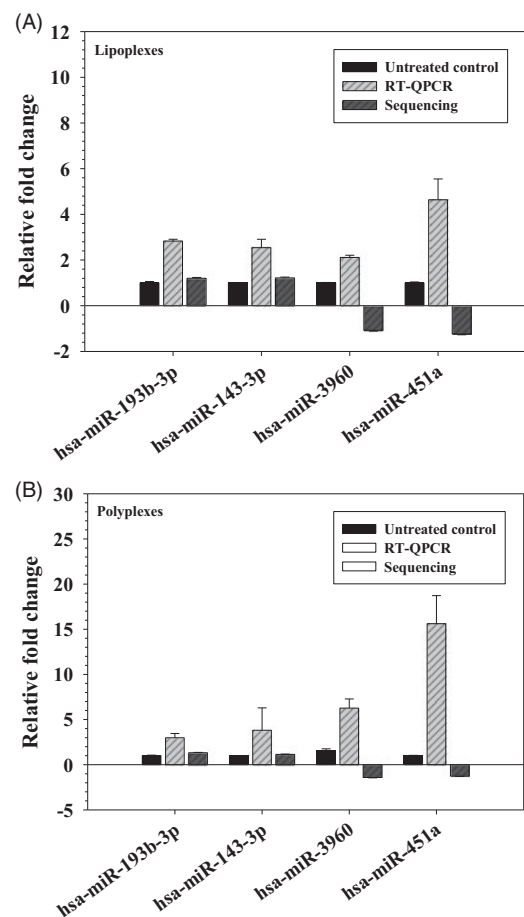 (A)
Lipoplexes
Untreated control
RT-QPCR
Sequencing
Relative fold change
12
10
8
6
4
2
0
-2
hsa-miR-193b-3p
hsa-miR-143-3p
hsa-miR-3960
hsa-miR-451a
(B)
Polyplexes
Untreated control
RT-QPCR
Sequencing
Relative fold change
30
25
20
15
10
5
0
-5
hsa-miR-193b-3p
hsa-miR-143-3p
hsa-miR-3960
hsa-miR-451a